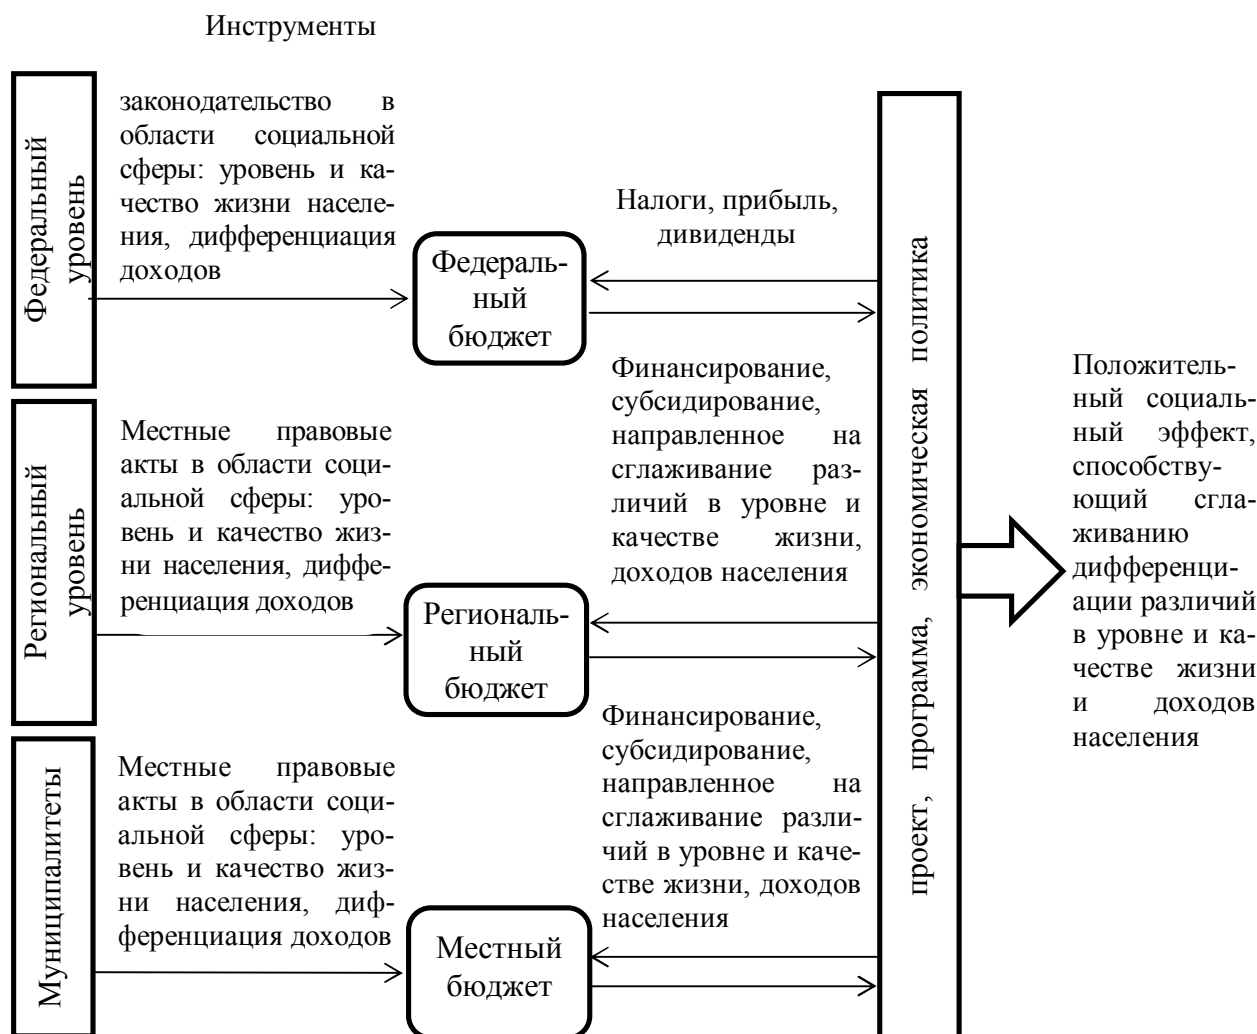 Инструменты
Федеральный
уровень
законодательство в
области социальной
сферы: уровень и ка-
чество жизни населе-
ния, дифференциация
доходов
Федераль-
ный
бюджет
Налоги, прибыль,
дивиденды
Региональный
уровень
Местные правовые
акты в области соци-
альной сферы: уро-
вень и качество жиз-
ни населения, диффе-
ренциация доходов
Региональ-
ный
бюджет
Финансирование,
субсидирование,
направленное на
сглаживание раз-
личий в уровне и
качестве жизни,
доходов населения
Муниципалитеты
Местные правовые
акты в области соци-
альной сферы: уро-
вень и качество жиз-
ни населения, диф-
ференциация доходов
Местный
бюджет
Финансирование,
субсидирование,
направленное на
сглаживание разли-
чий в уровне и каче-
стве жизни, доходов
населения
проект, программа, экономическая политика
Положитель-
ный социаль-
ный эффект,
способству-
ющий сгла-
живанию
дифференци-
ации различий
в уровне и ка-
честве жизни
и доходов
населения